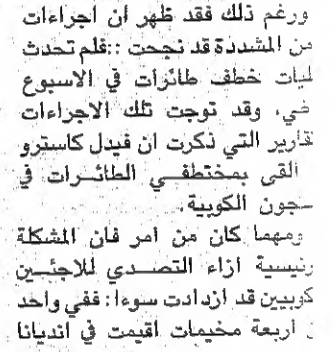 ورغم ذلك فقد ظهر ان اجراءات
من المشددة قد نجحت :: فلم تحدث
لميات خطف طائرات في الاسبوع
ضي، وقد توجت تلك الاجراءات
تقارير التي ذكرت ان فيدل كاسترو
القى بمختطفي الطائرات في
سجون الكوبية.
ومهما كان من امر فان المشكلة
رئيسية ازاء التصدي للاجئين
كوبيين قد ازدادت سوءا: ففي واحد
اربعة مخيمات اقيمت في انديانا